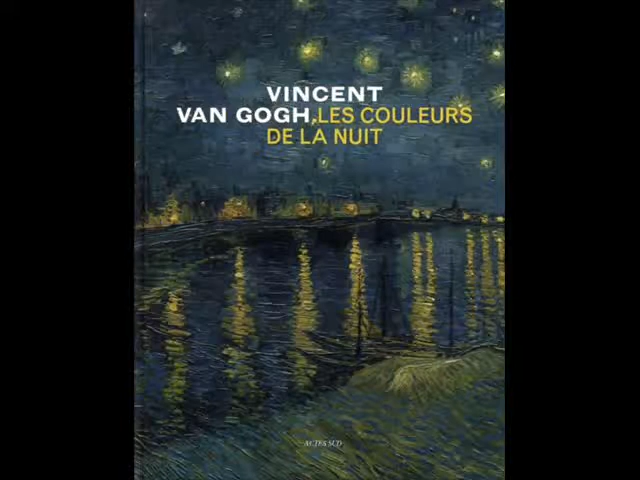 VINCENT
VAN GOGH, LES COULEURS
DE LA NUIT
ACTES SUD